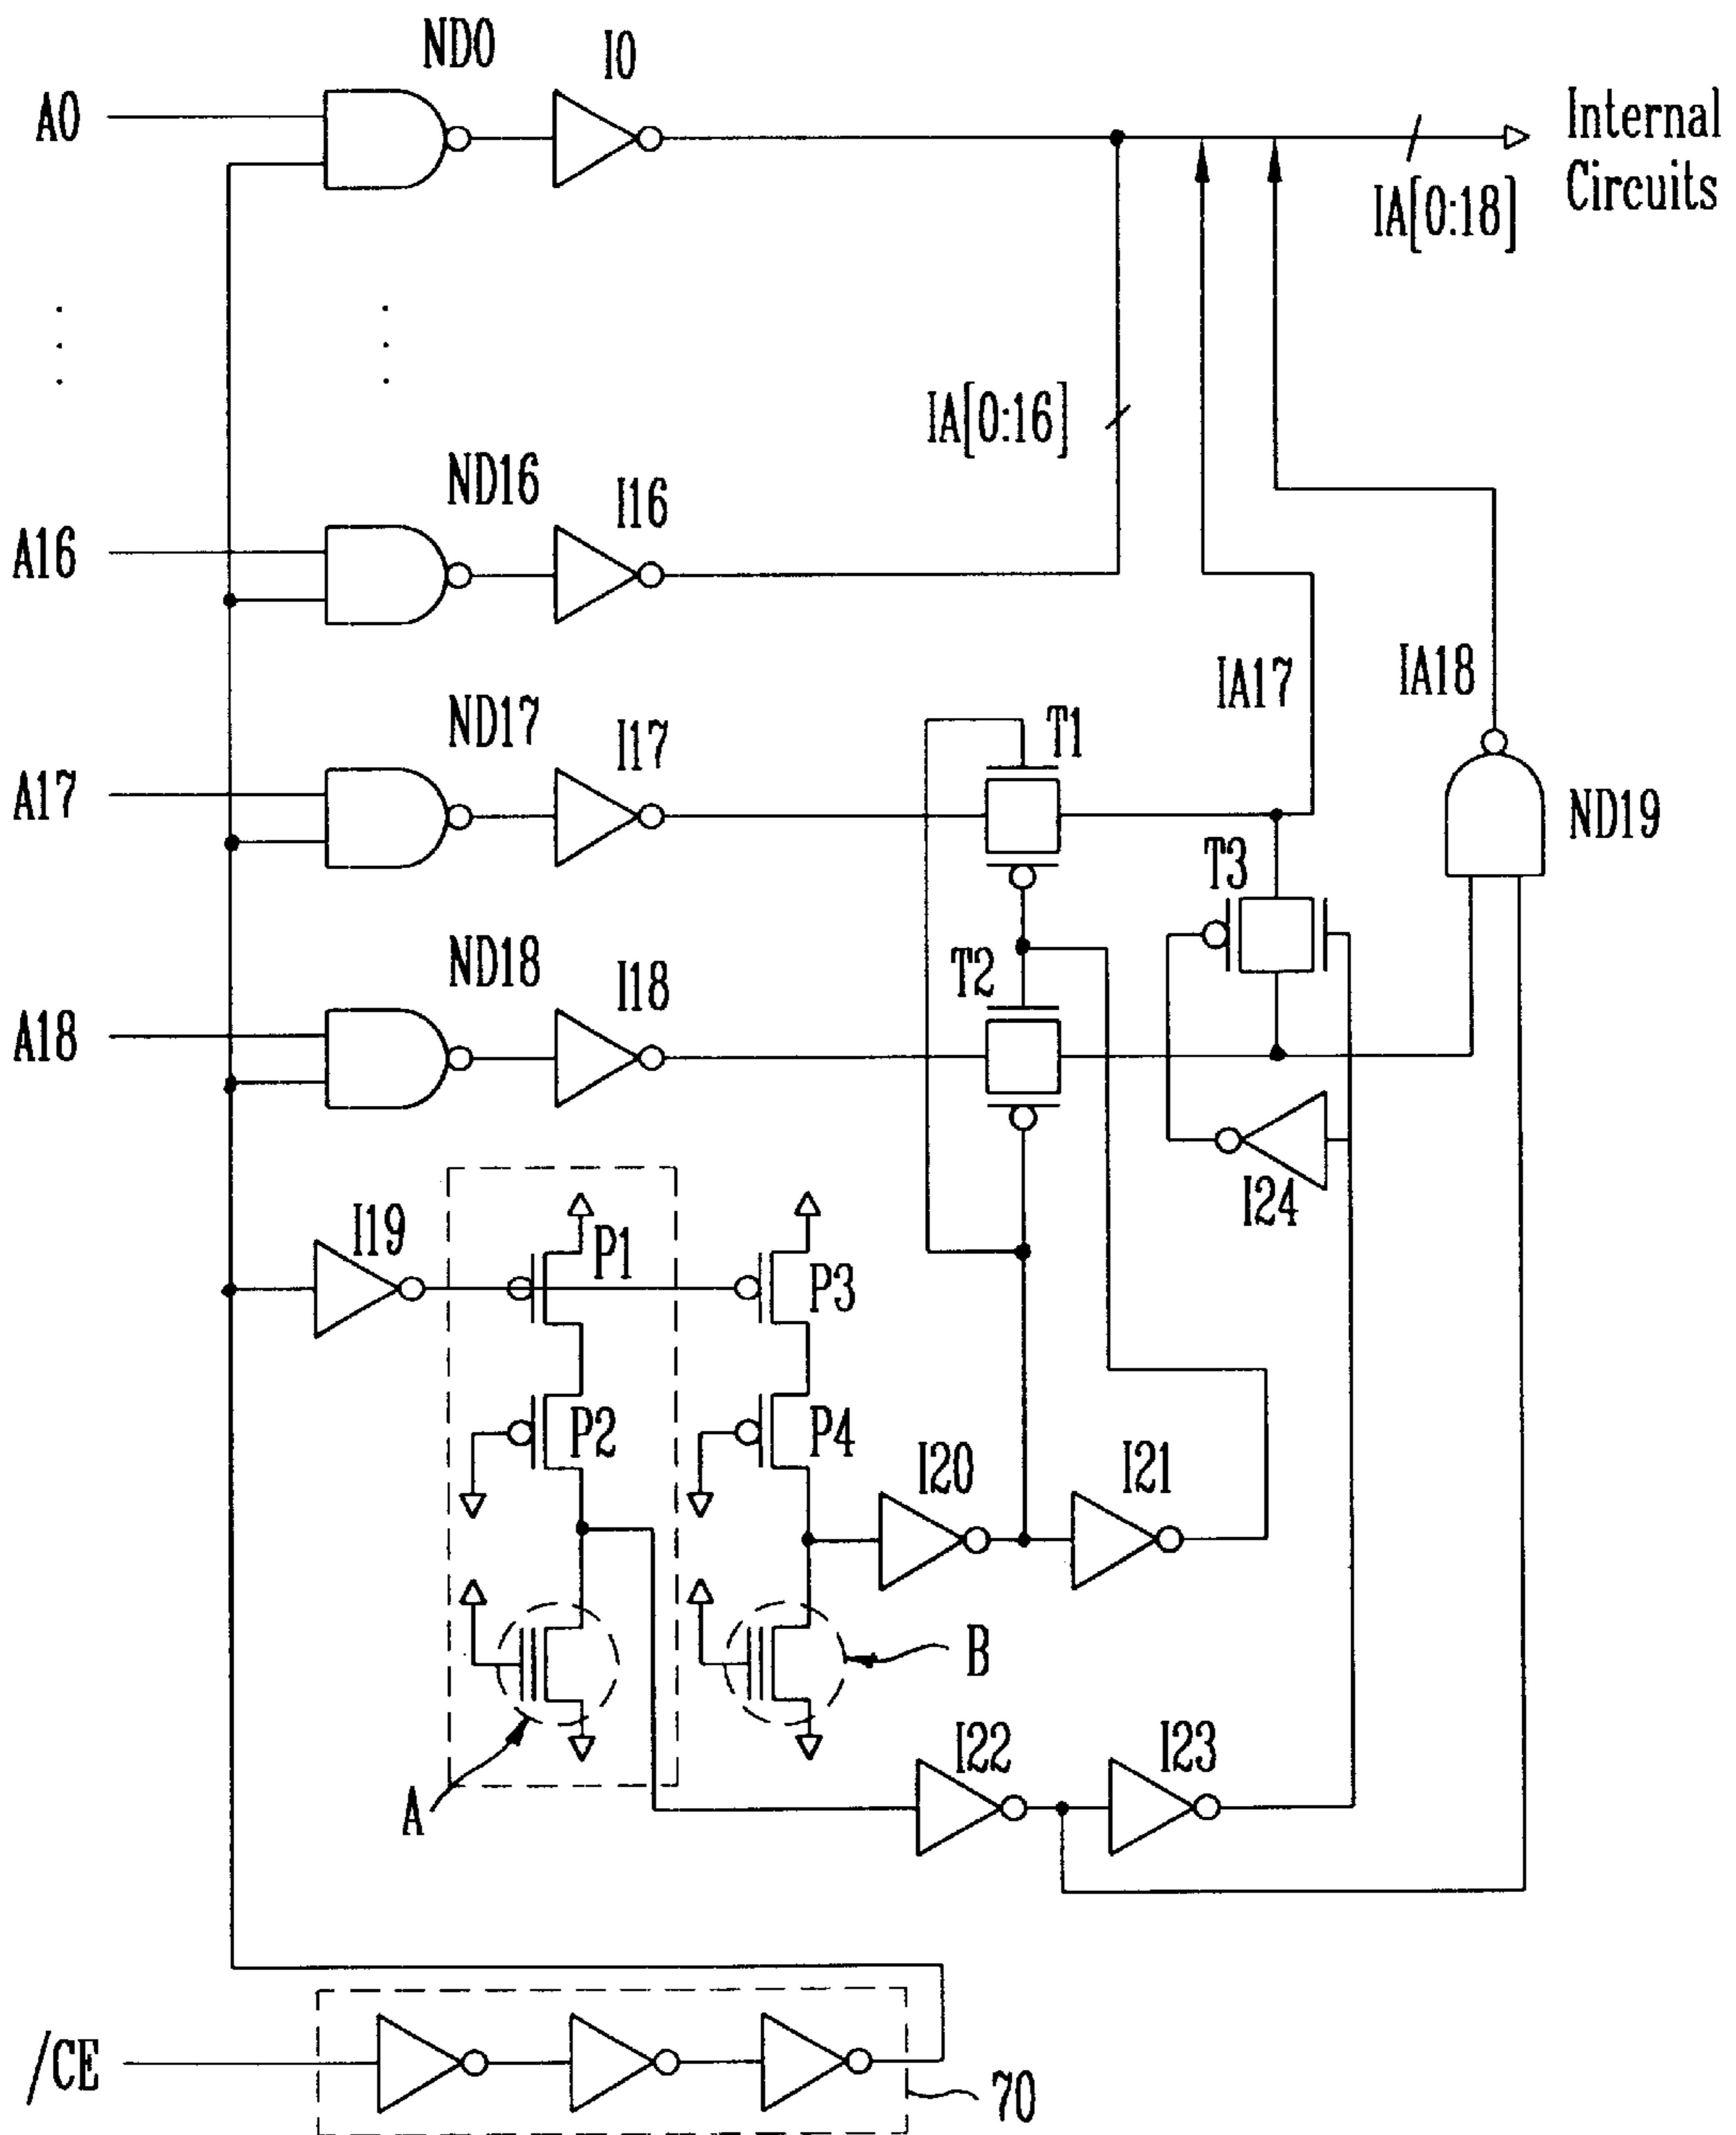 ND0
I0
A0
Internal
Circuits
IA[0:18]
IA[0:16]
ND16
I16
A16
IA17
IA18
ND17
I17
T1
A17
ND19
T3
ND18
I18
T2
A18
I24
I19
P1
P3
P2
P4
I20
I21
B
A
I22
I23
/CE
70